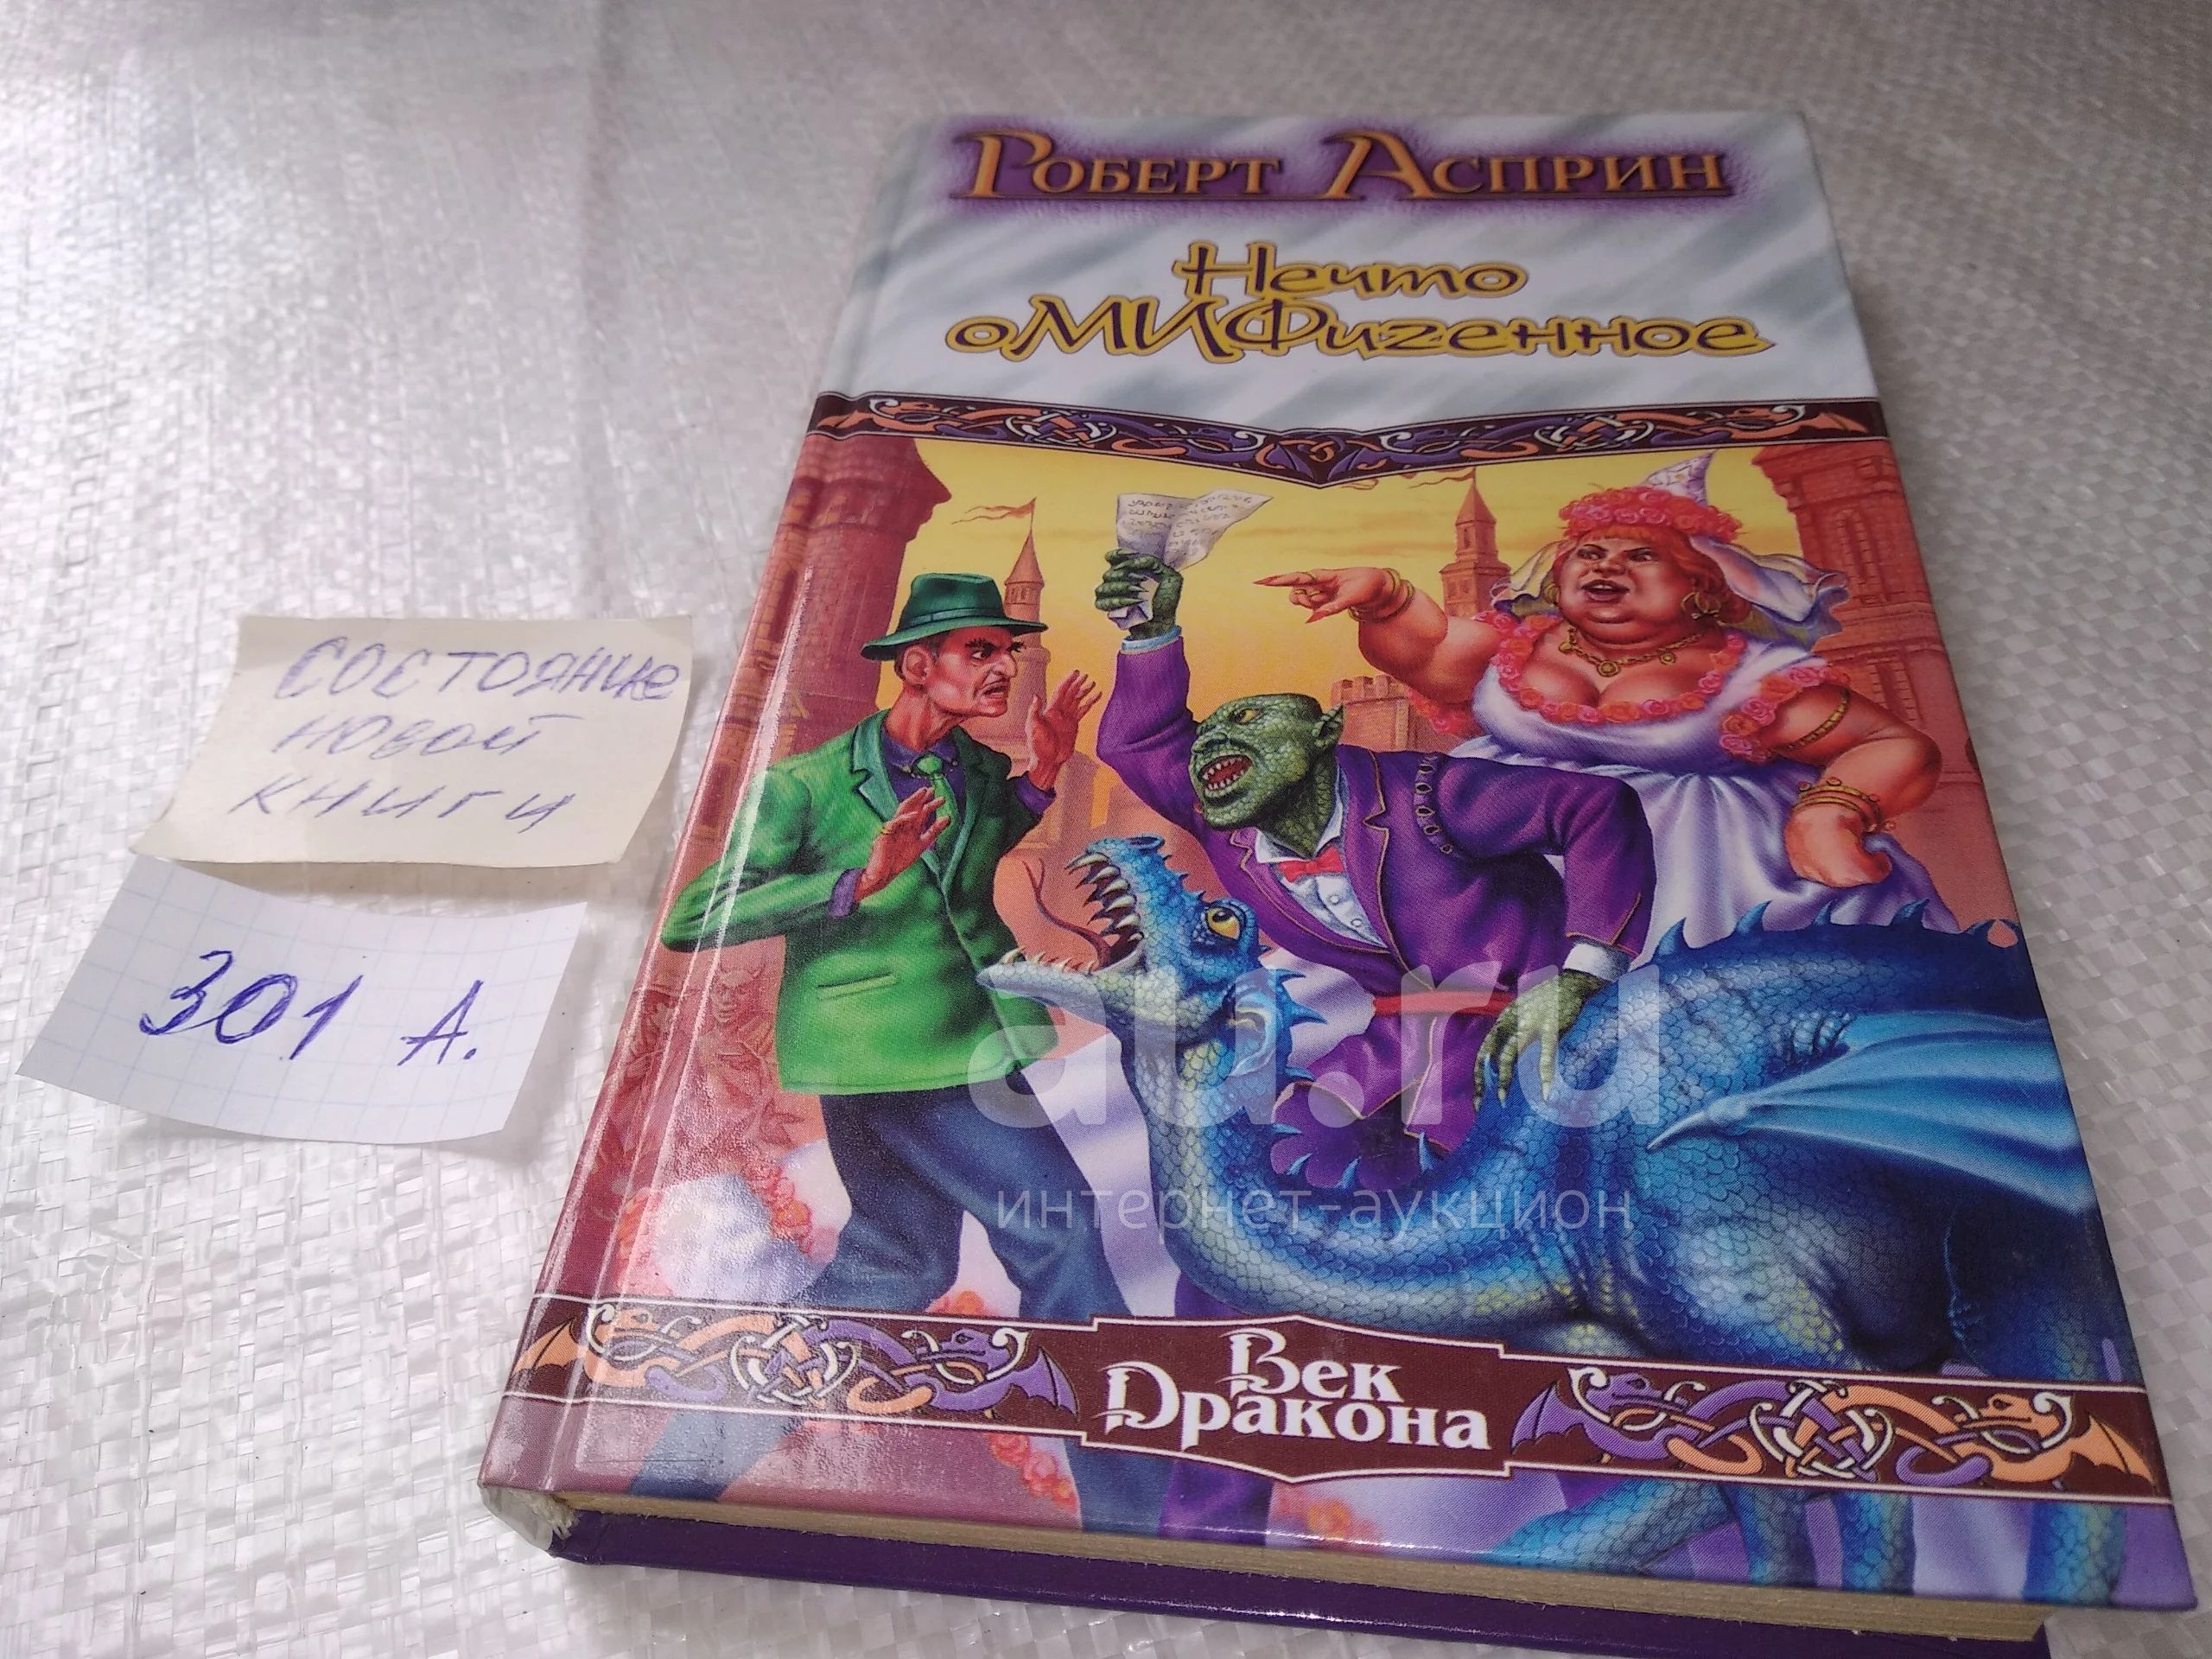 Роберт Асприн
Нечто
оМИФигенное
состояние
новой
книги
301 А.
au.ru
интернет-аукцион
Век
Дракона